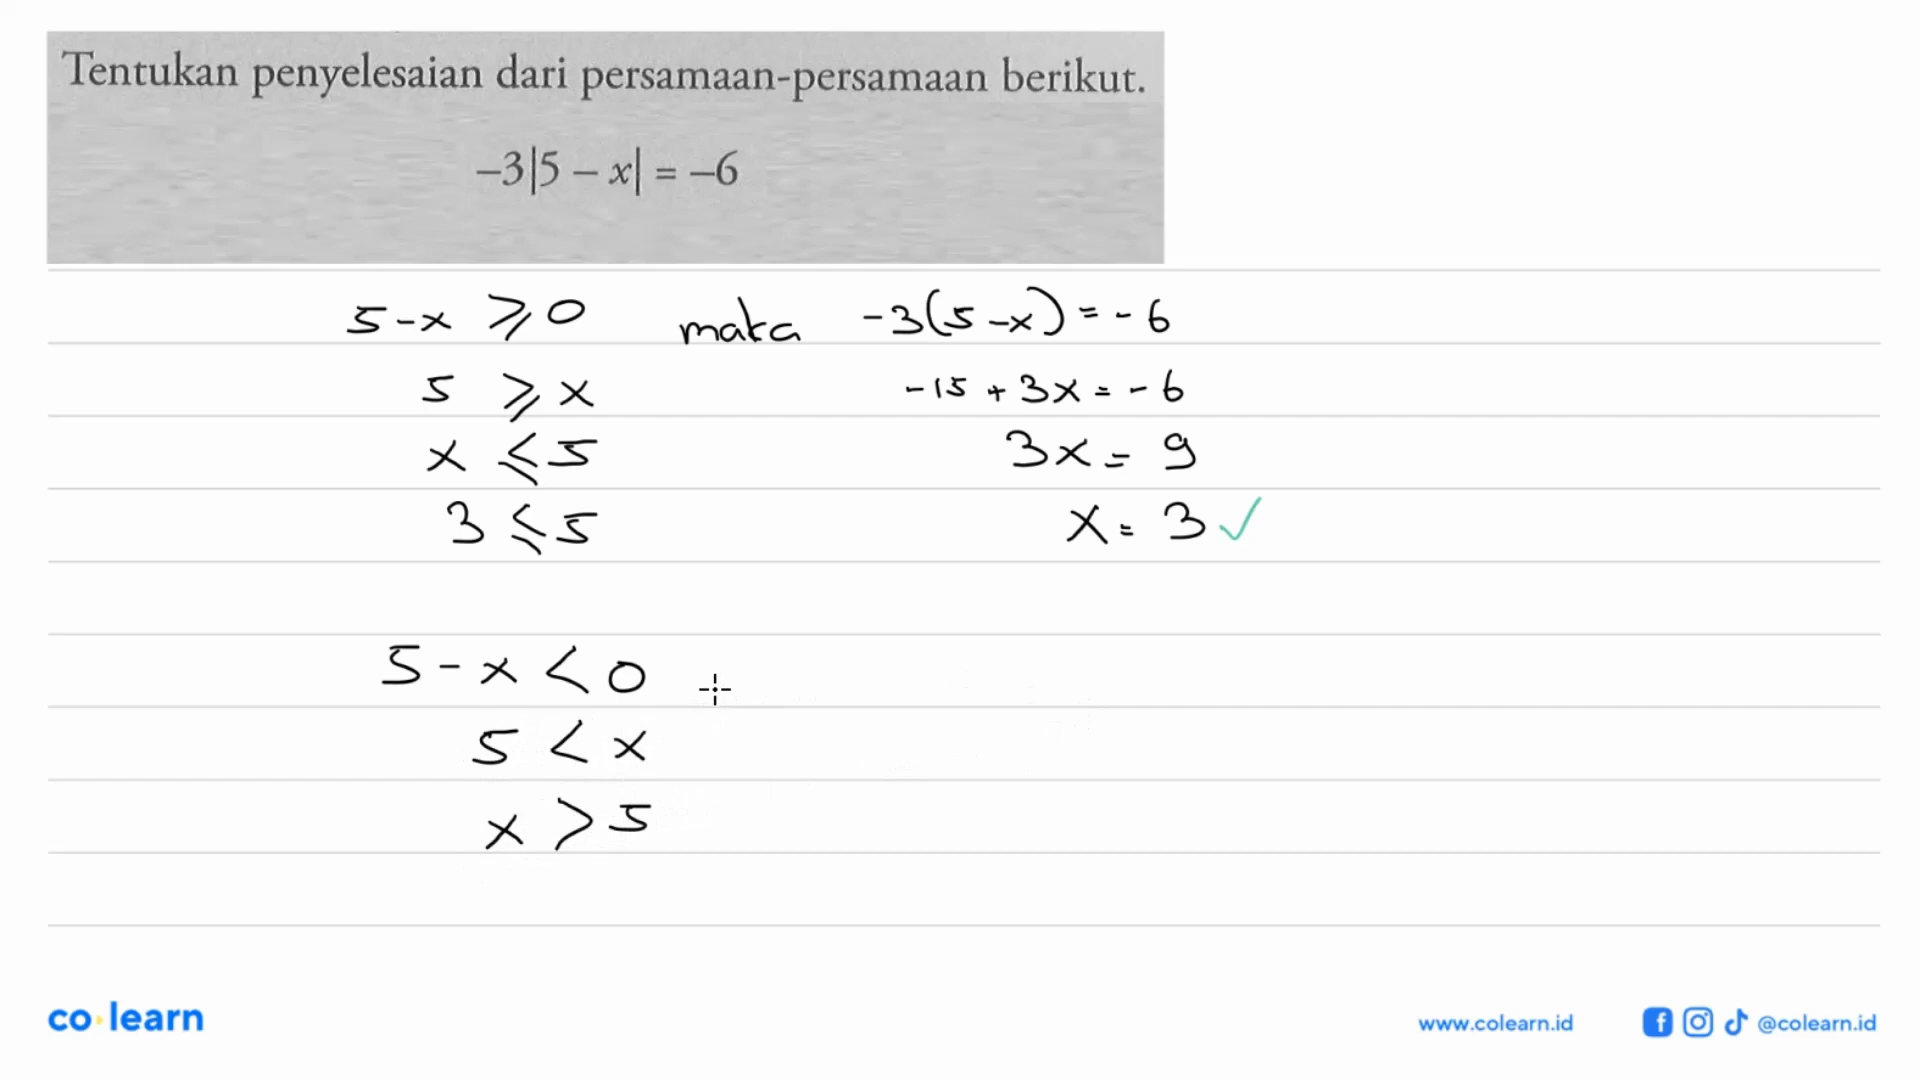 Tentukan penyelesaian dari persamaan-persamaan berikut.
–3|5 – x| = –6
5-x ⩾ 0 maka -3(5-x) = -6
5 ⩾ x -15 + 3x = -6
x ⩽ 5 3x = 9
3 ⩽ 5 x = 3 ✓
5 - x < 0
5 < x
x > 5
co learn
www.colearn.id @colearn.id